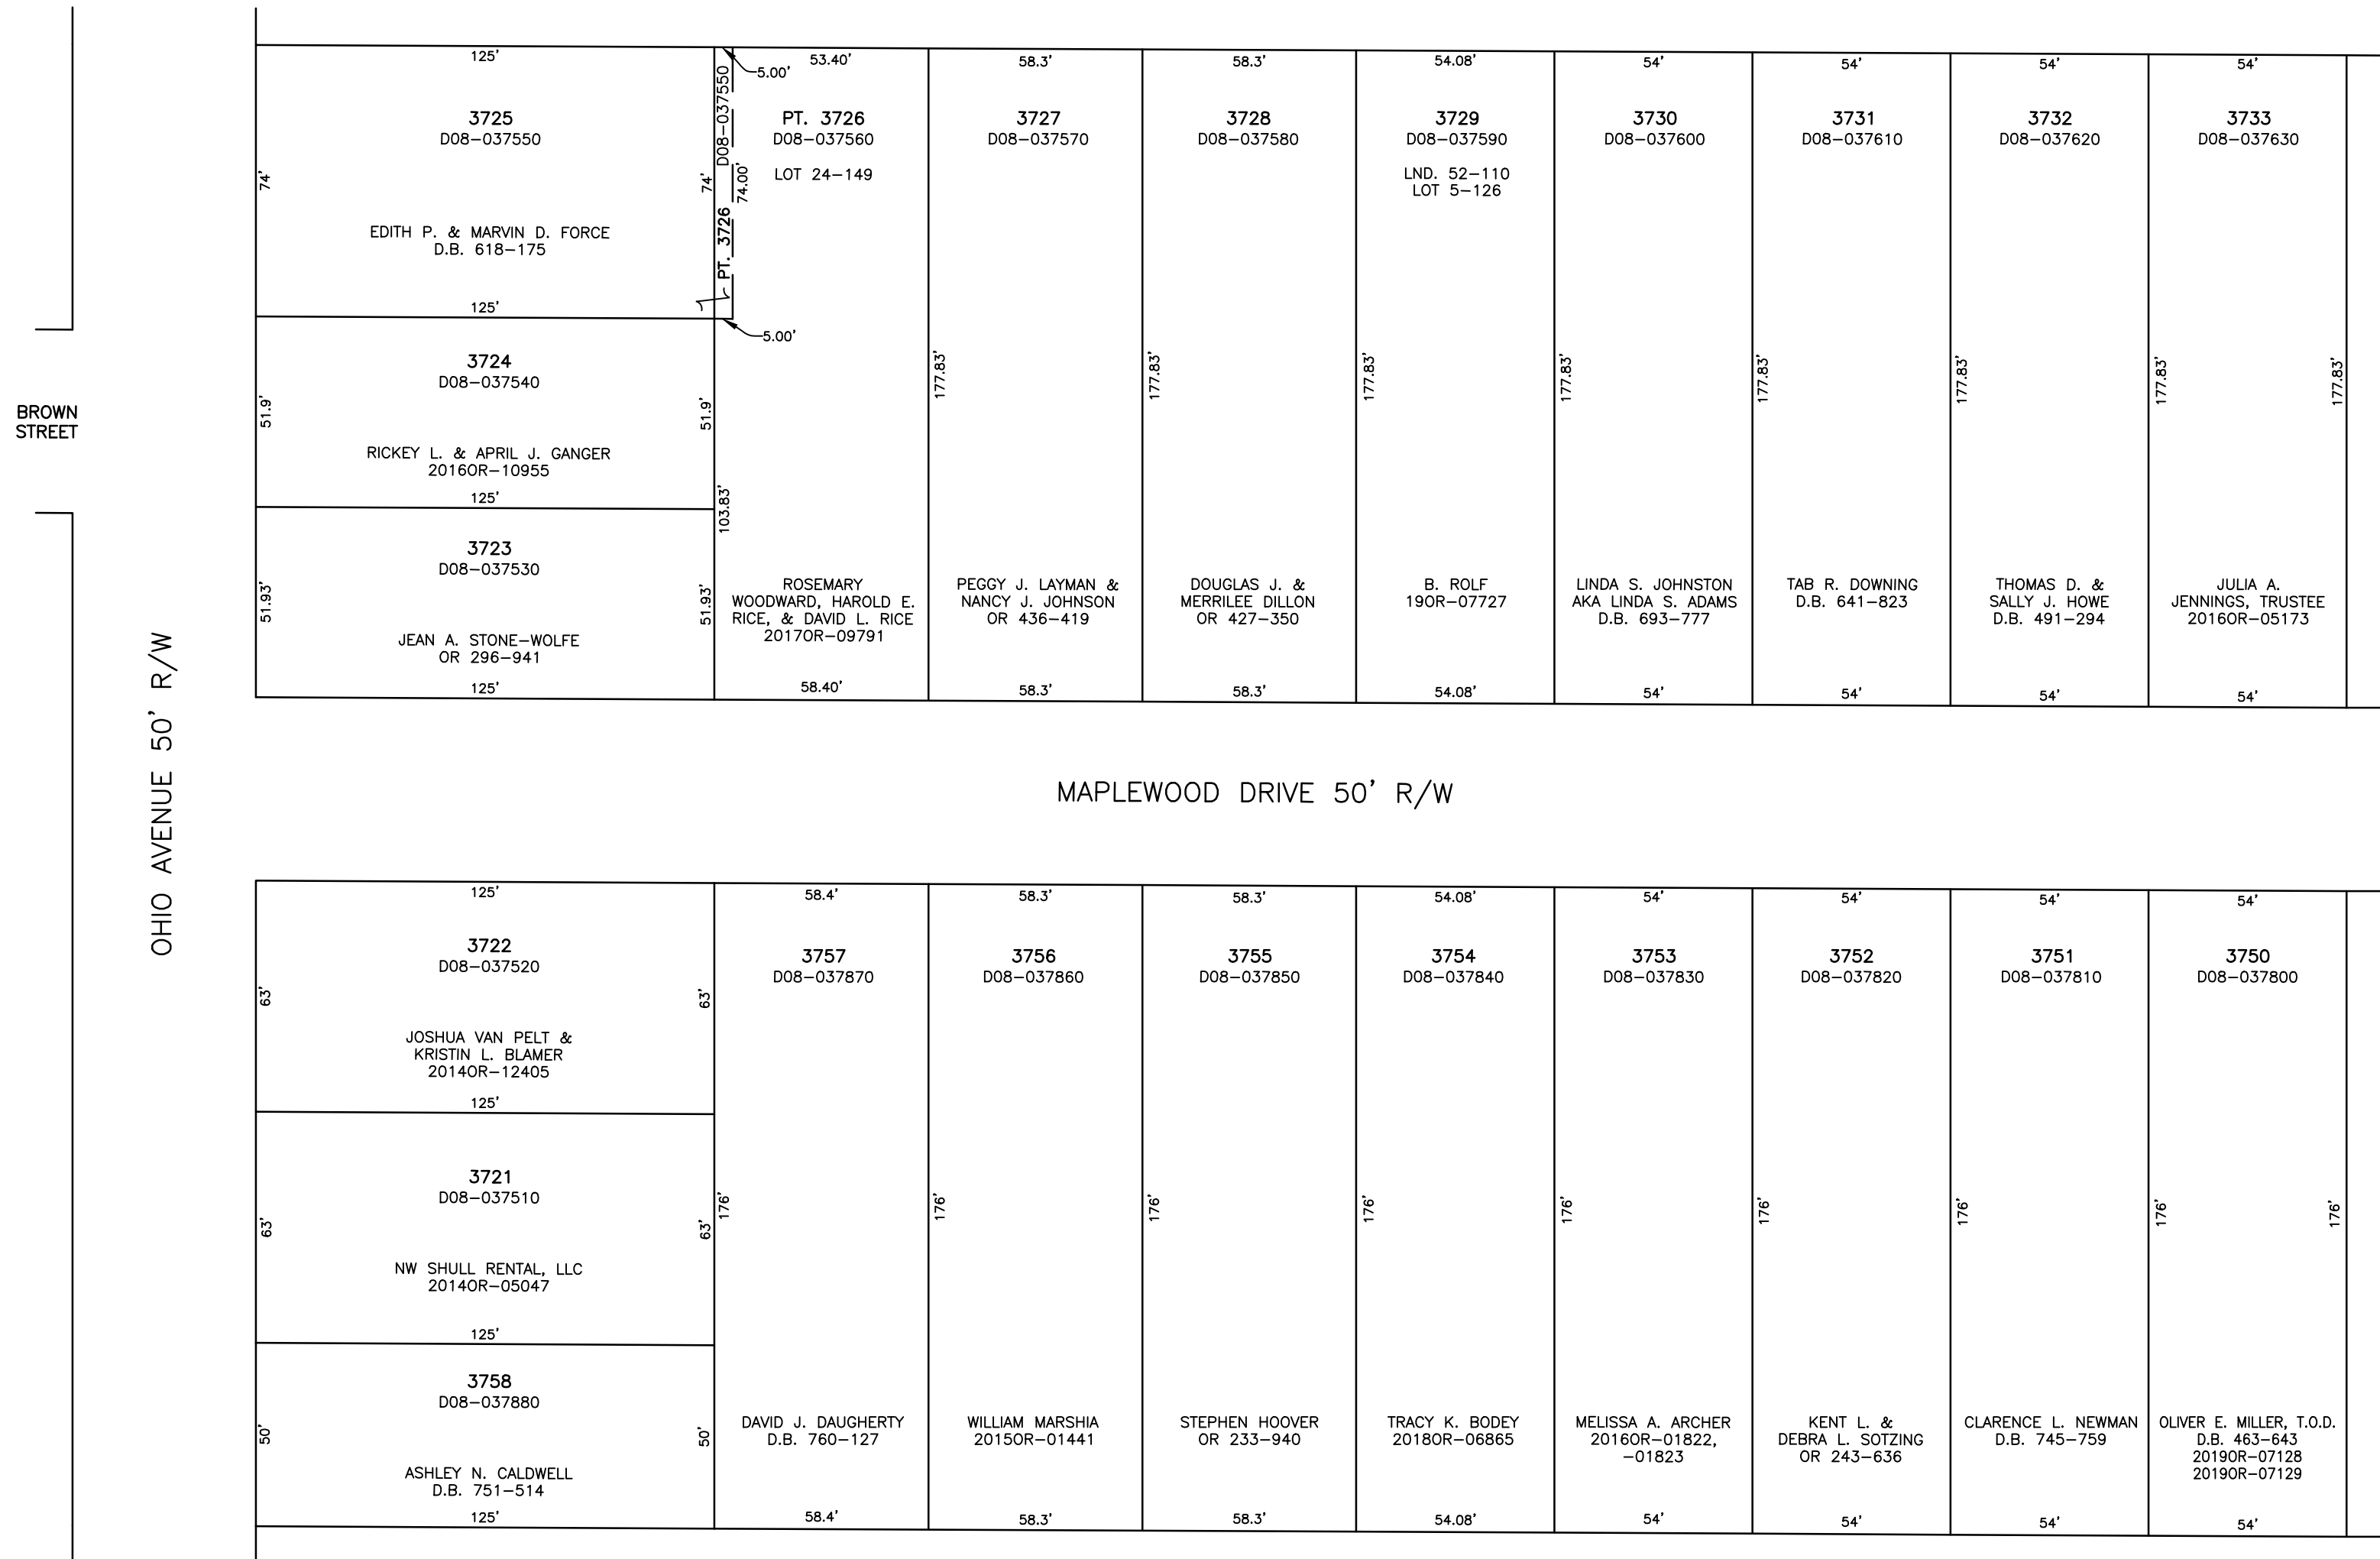 125'
3725
D08-037550
74'
74'
EDITH P. & MARVIN D. FORCE
D.B. 618-175
125'
D08-037550
PT. 3726
5.00'
74.00'
5.00'
53.40'
PT. 3726
D08-037560
LOT 24-149
103.83'
ROSEMARY
WOODWARD, HAROLD E.
RICE, & DAVID L. RICE
2017OR-09791
58.40'
58.3'
3727
D08-037570
177.83'
PEGGY J. LAYMAN &
NANCY J. JOHNSON
OR 436-419
58.3'
58.3'
3728
D08-037580
177.83'
DOUGLAS J. &
MERRILEE DILLON
OR 427-350
58.3'
54.08'
3729
D08-037590
LND. 52-110
LOT 5-126
177.83'
B. ROLF
19OR-07727
54.08'
54'
3730
D08-037600
177.83'
LINDA S. JOHNSTON
AKA LINDA S. ADAMS
D.B. 693-777
54'
54'
3731
D08-037610
177.83'
TAB R. DOWNING
D.B. 641-823
54'
54'
3732
D08-037620
177.83'
THOMAS D. &
SALLY J. HOWE
D.B. 491-294
54'
54'
3733
D08-037630
177.83'
177.83'
JULIA A.
JENNINGS, TRUSTEE
2016OR-05173
54'
3724
D08-037540
51.9'
51.9'
RICKEY L. & APRIL J. GANGER
2016OR-10955
125'
3723
D08-037530
51.93'
51.93'
JEAN A. STONE-WOLFE
OR 296-941
125'
BROWN
STREET
OHIO AVENUE 50' R/W
MAPLEWOOD DRIVE 50' R/W
125'
3722
D08-037520
63'
63'
JOSHUA VAN PELT &
KRISTIN L. BLAMER
2014OR-12405
125'
3721
D08-037510
63'
63'
NW SHULL RENTAL, LLC
2014OR-05047
125'
3758
D08-037880
50'
50'
ASHLEY N. CALDWELL
D.B. 751-514
125'
58.4'
3757
D08-037870
176'
DAVID J. DAUGHERTY
D.B. 760-127
58.4'
58.3'
3756
D08-037860
176'
WILLIAM MARSHIA
2015OR-01441
58.3'
58.3'
3755
D08-037850
176'
STEPHEN HOOVER
OR 233-940
58.3'
54.08'
3754
D08-037840
176'
TRACY K. BODEY
2018OR-06865
54.08'
54'
3753
D08-037830
176'
MELISSA A. ARCHER
2016OR-01822,
-01823
54'
54'
3752
D08-037820
176'
KENT L. &
DEBRA L. SOTZING
OR 243-636
54'
54'
3751
D08-037810
176'
CLARENCE L. NEWMAN
D.B. 745-759
54'
54'
3750
D08-037800
176'
176'
OLIVER E. MILLER, T.O.D.
D.B. 463-643
2019OR-07128
2019OR-07129
54'